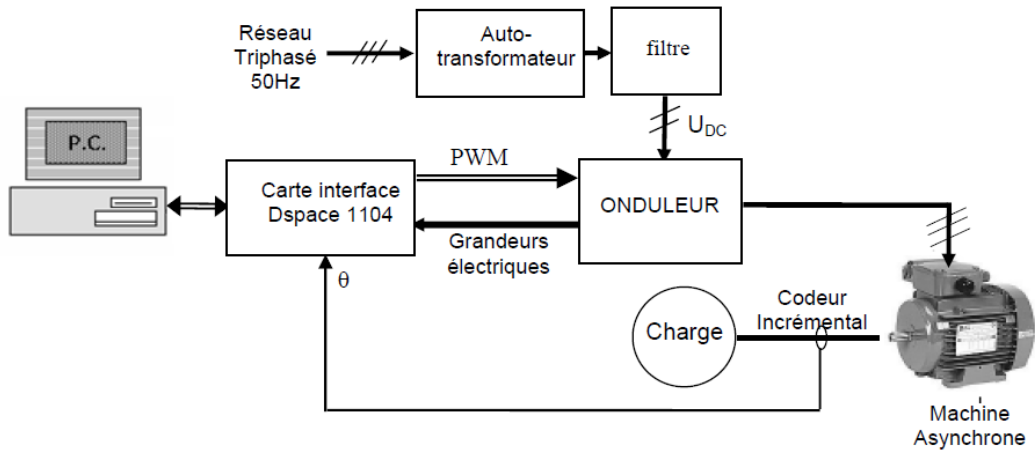 Réseau
Triphasé
50Hz
Auto-
transformateur
filtre
U_DC
P.C.
PWM
Carte interface
Dspace 1104
ONDULEUR
Grandeurs
électriques
θ
Codeur
Incrémental
Charge
Machine
Asynchrone